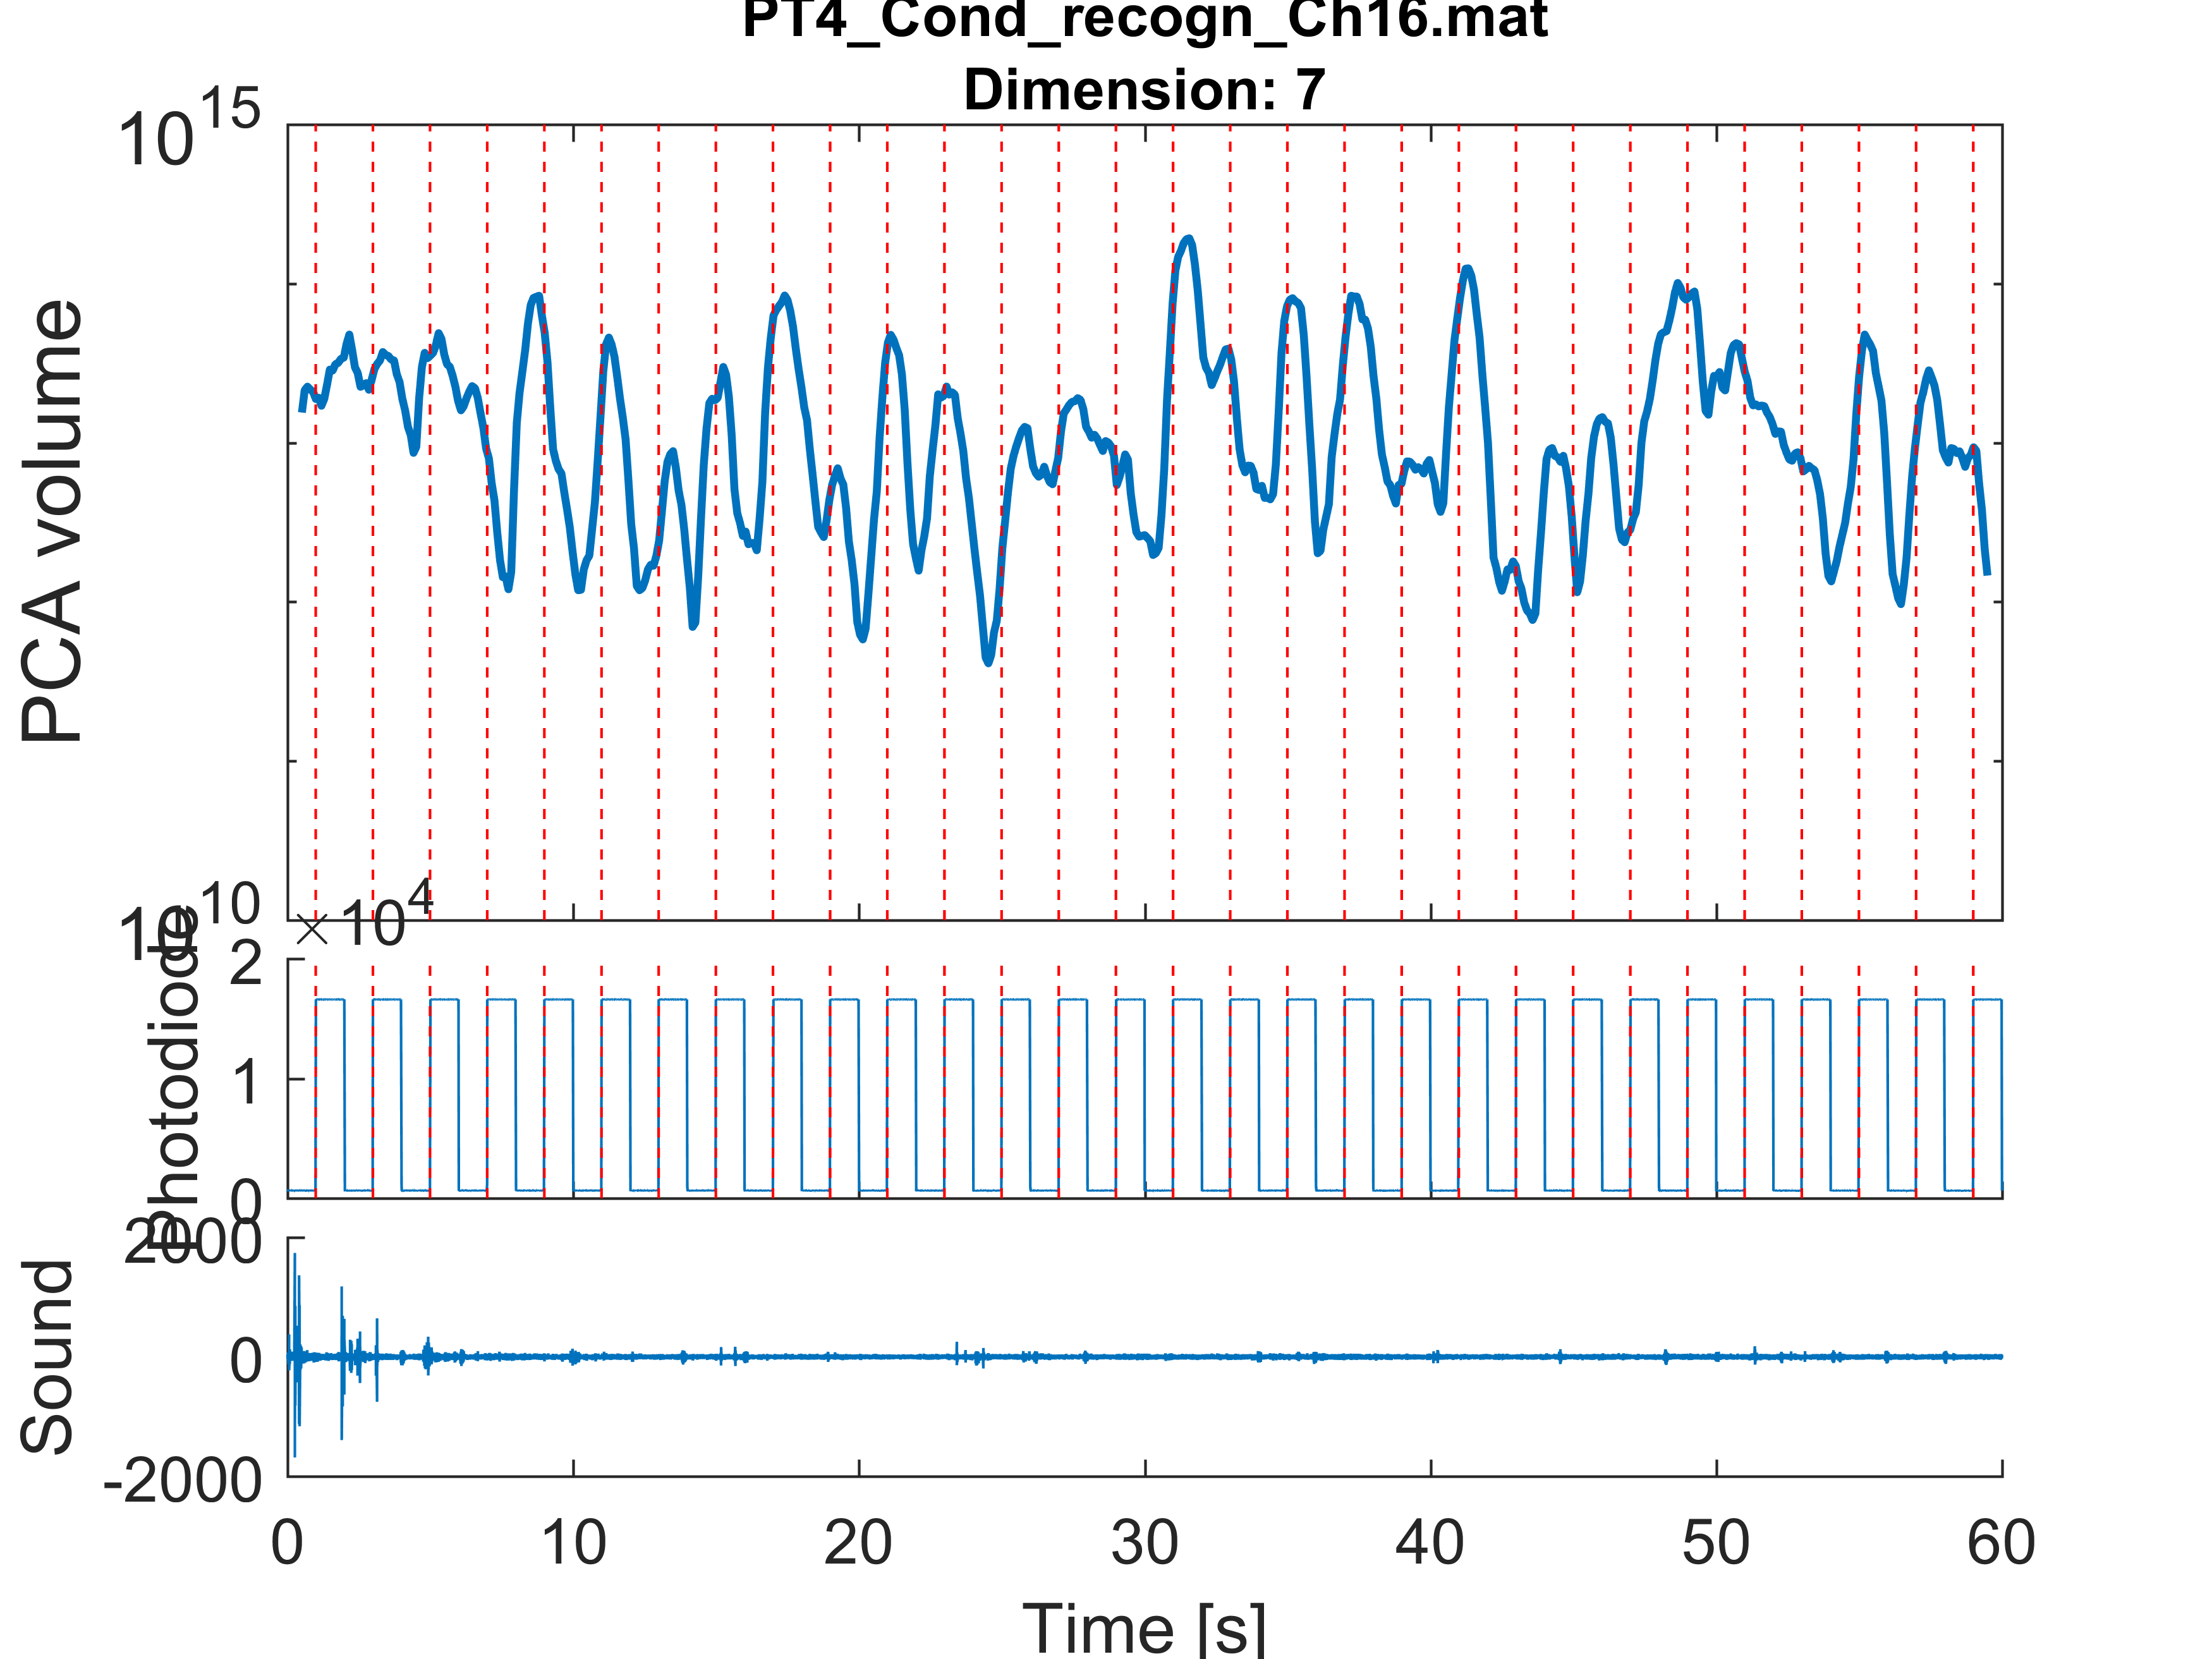 PT4_Cond_recogn_Ch16.mat
Dimension: 7
10^15
PCA volume
10^10
×10^4
Photodiode
2
1
0
2000
Sound
0
-2000
0 10 20 30 40 50 60
Time [s]